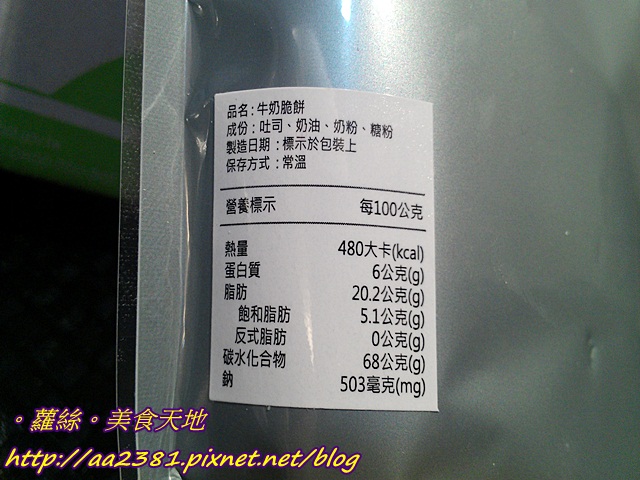 品名:牛奶脆餅
成份:吐司、奶油、奶粉、糖粉
製造日期:標示於包裝上
保存方式:常溫
營養標示 每100公克
熱量 480大卡(kcal)
蛋白質 6公克(g)
脂肪 20.2公克(g)
飽和脂肪 5.1公克(g)
反式脂肪 0公克(g)
碳水化合物 68公克(g)
鈉 503毫克(mg)
。蘿絲。美食天地
http://aa2381.pixnet.net/blog